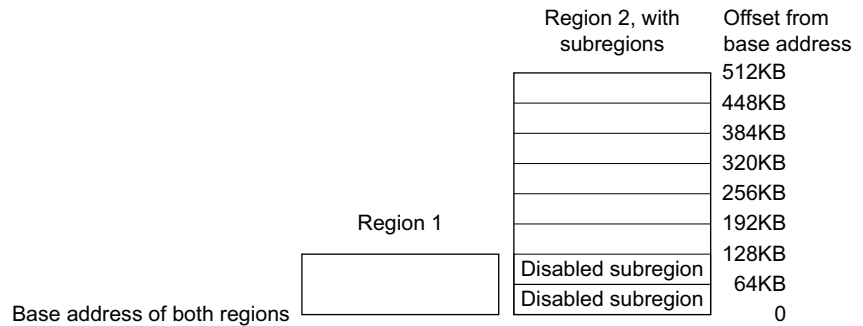 Region 2, with
subregions
Offset from
base address
512KB
448KB
384KB
320KB
256KB
Region 1
192KB
128KB
Disabled subregion
64KB
Disabled subregion
Base address of both regions
0